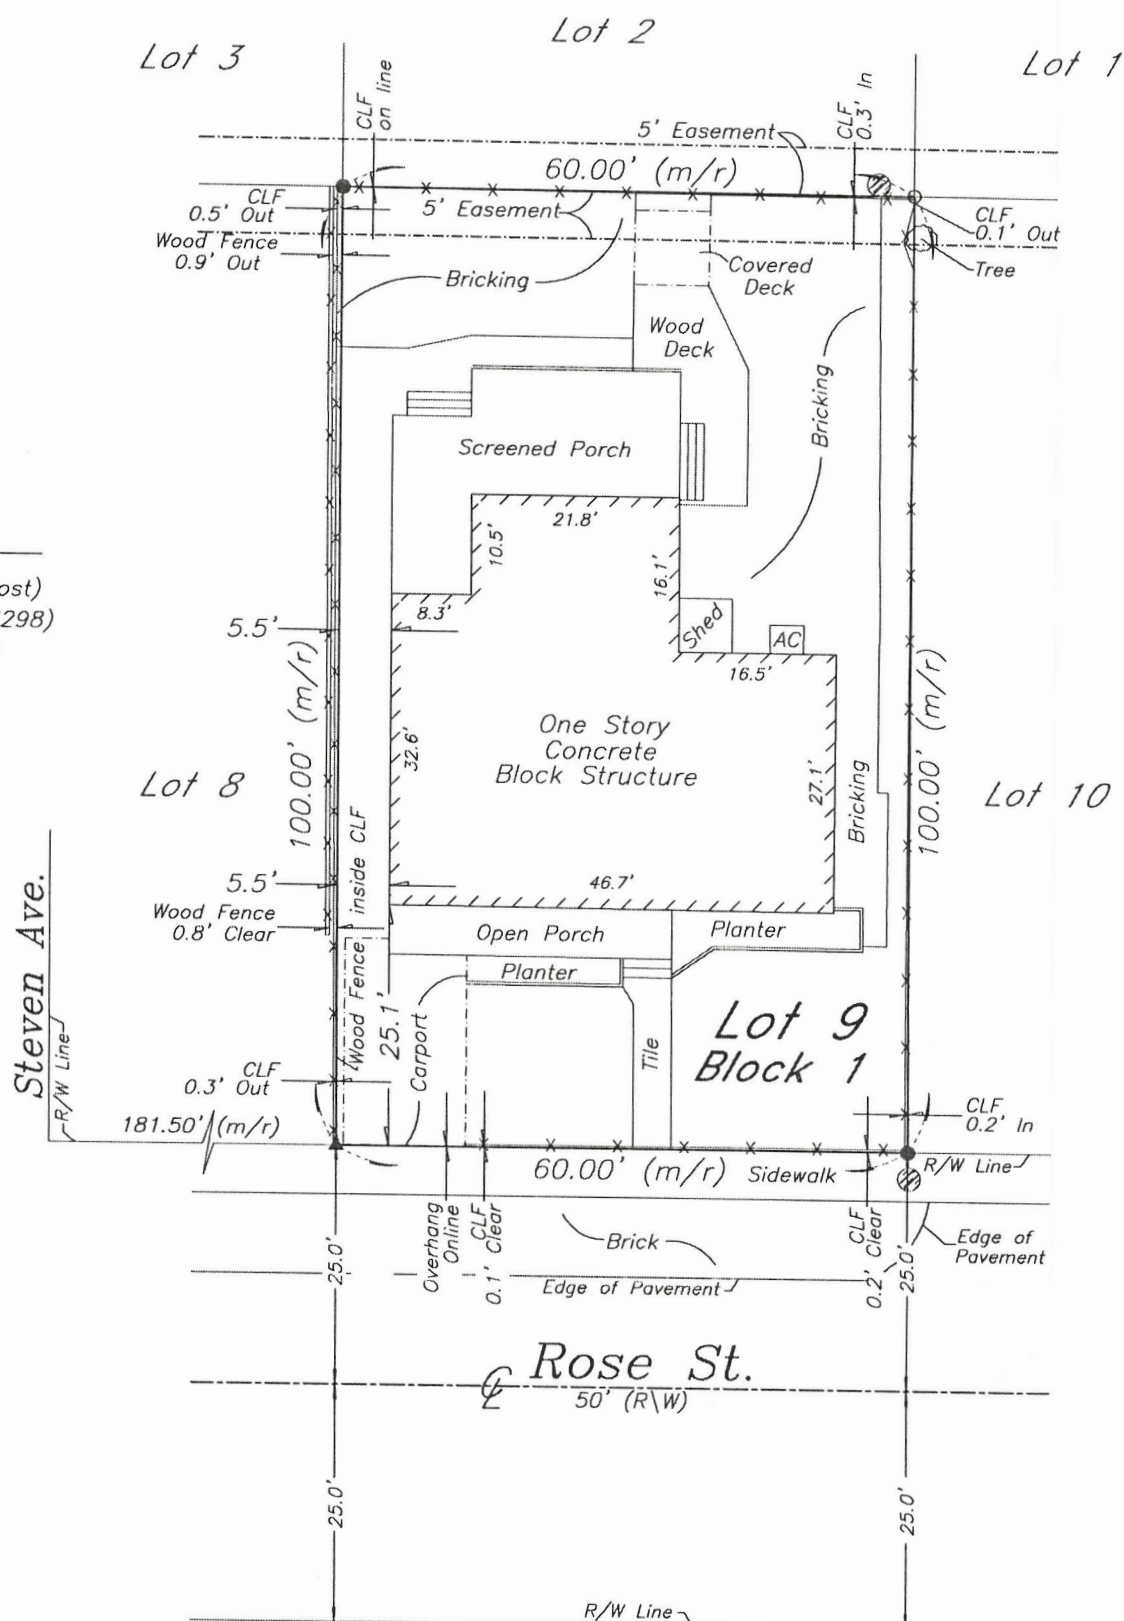 Lot 3
Lot 2
Lot 1
CLF
on line
CLF
0.3' In
5' Easement
60.00' (m/r)
CLF
0.5' Out
5' Easement
CLF
0.1' Out
Wood Fence
0.9' Out
Bricking
Covered
Deck
Tree
Wood
Deck
Bricking
Screened Porch
21.8'
10.5'
16.1'
ost)
298)
8.3'
Shed
AC
5.5'
16.5'
100.00' (m/r)
32.6'
One Story
Concrete
Block Structure
27.1'
100.00' (m/r)
Lot 8
Lot 10
Bricking
inside CLF
Wood Fence
5.5'
46.7'
Wood Fence
0.8' Clear
Open Porch
Planter
Planter
Steven Ave.
R/W Line
25.1'
Carport
Tile
Lot 9
Block 1
CLF
0.3' Out
CLF
0.2' In
181.50' (m/r)
60.00' (m/r)
Sidewalk
R/W Line
25.0'
Overhang
Online
CLF
0.1' Clear
Brick
CLF
0.2' Clear
25.0'
Edge of
Pavement
Edge of Pavement
Rose St.
50' (R\W)
25.0'
25.0'
R/W Line